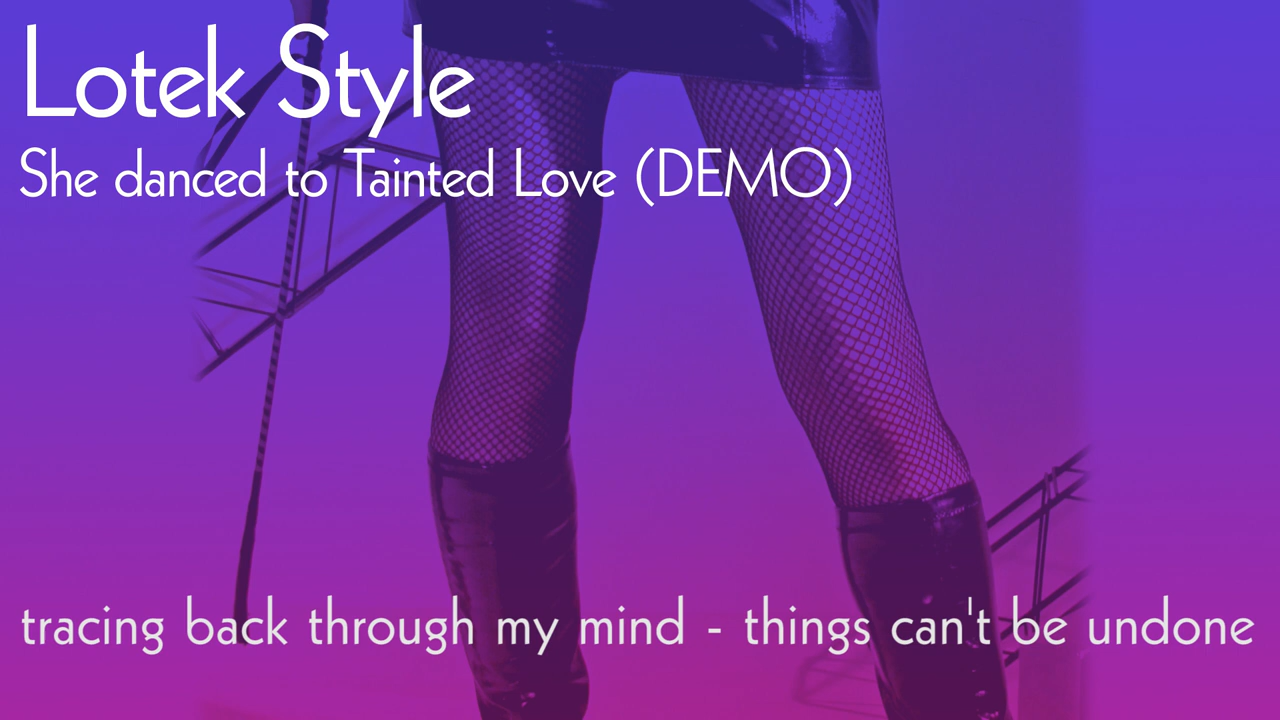 Lotek Style
She danced to Tainted Love (DEMO)
tracing back through my mind - things can't be undone